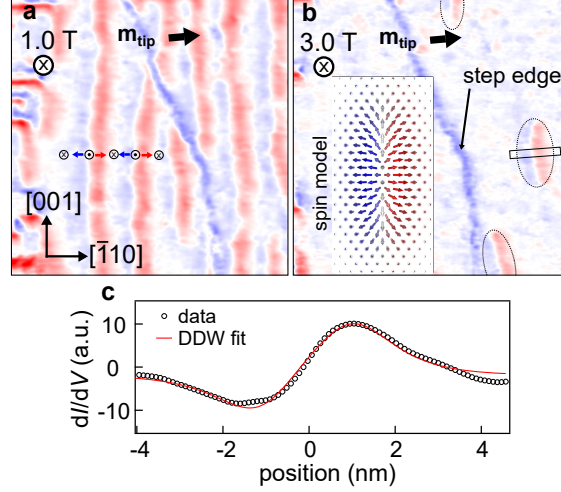 a
1.0 T
m_tip
[001]
[1̄10]
b
3.0 T
m_tip
step edge
spin model
c
data
DDW fit
dI/dV (a.u.)
10
0
-10
-4
-2
0
2
4
position (nm)